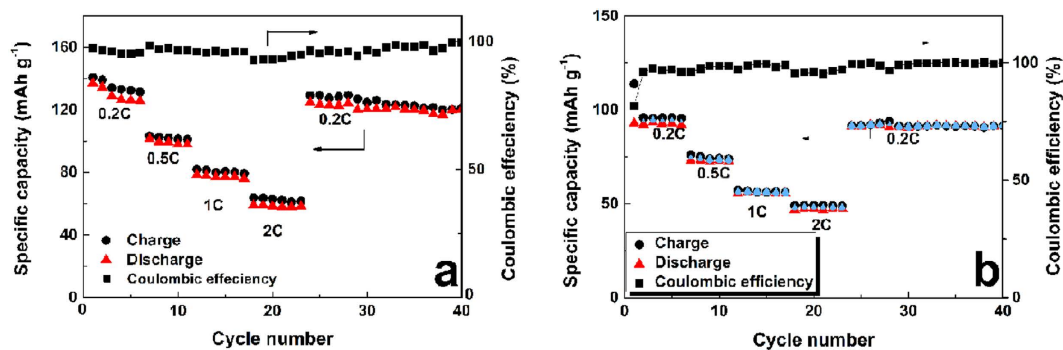 Specific capacity (mAh g⁻¹)
160
120
80
40
0
0.2C
0.5C
1C
2C
0.2C
Charge
Discharge
Coulombic effeciency
a
0
10
20
30
40
Cycle number
100
50
0
Coulombic effeciency (%)
Specific capacity (mAh g⁻¹)
150
100
50
0
0.2C
0.5C
1C
2C
0.2C
Charge
Discharge
Coulombic efficiency
b
0
10
20
30
40
Cycle number
100
50
0
Coulombic effeciency (%)